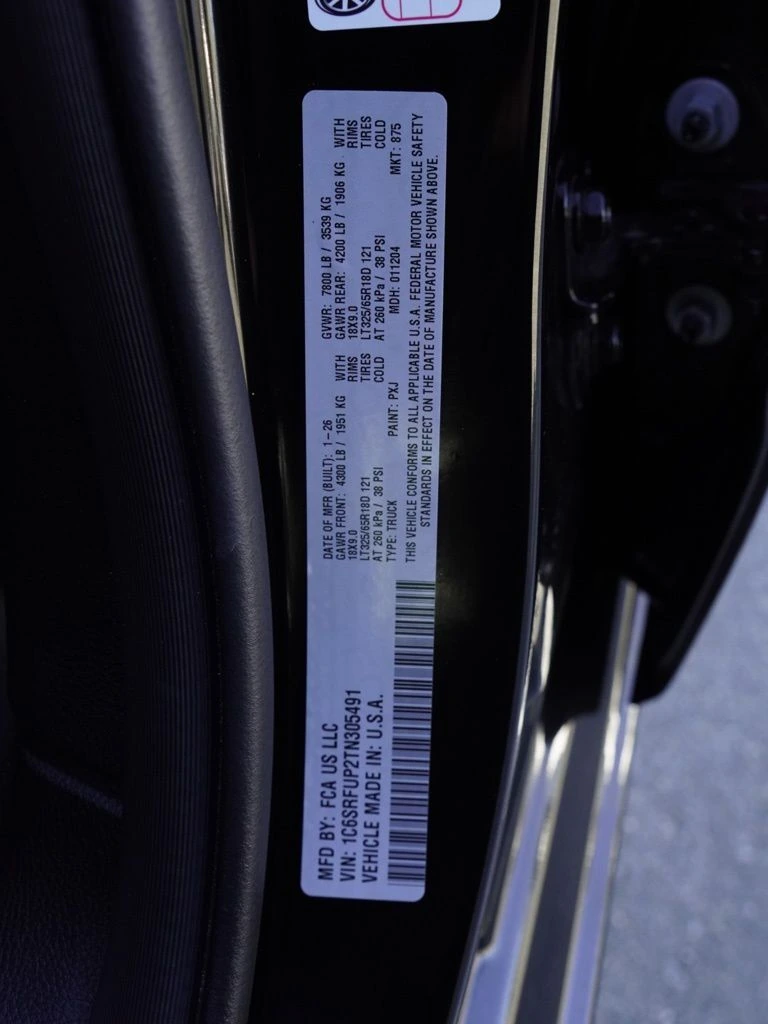 MFD BY: FCA US LLC
VIN: 1C6SRFUP2TN305491
VEHICLE MADE IN: U.S.A.
DATE OF MFR (BUILT): 1-26 GVWR: 7800 LB / 3539 KG
GAWR FRONT: 4300 LB / 1951 KG WITH GAWR REAR: 4200 LB / 1906 KG WITH
18X9.0 RIMS 18X9.0 RIMS
LT325/65R18D 121 TIRES LT325/65R18D 121 TIRES
AT 260 kPa / 38 PSI COLD AT 260 kPa / 38 PSI COLD
TYPE: TRUCK PAINT: PXJ MDH: 011204 MKT: 875
THIS VEHICLE CONFORMS TO ALL APPLICABLE U.S.A. FEDERAL MOTOR VEHICLE SAFETY
STANDARDS IN EFFECT ON THE DATE OF MANUFACTURE SHOWN ABOVE.